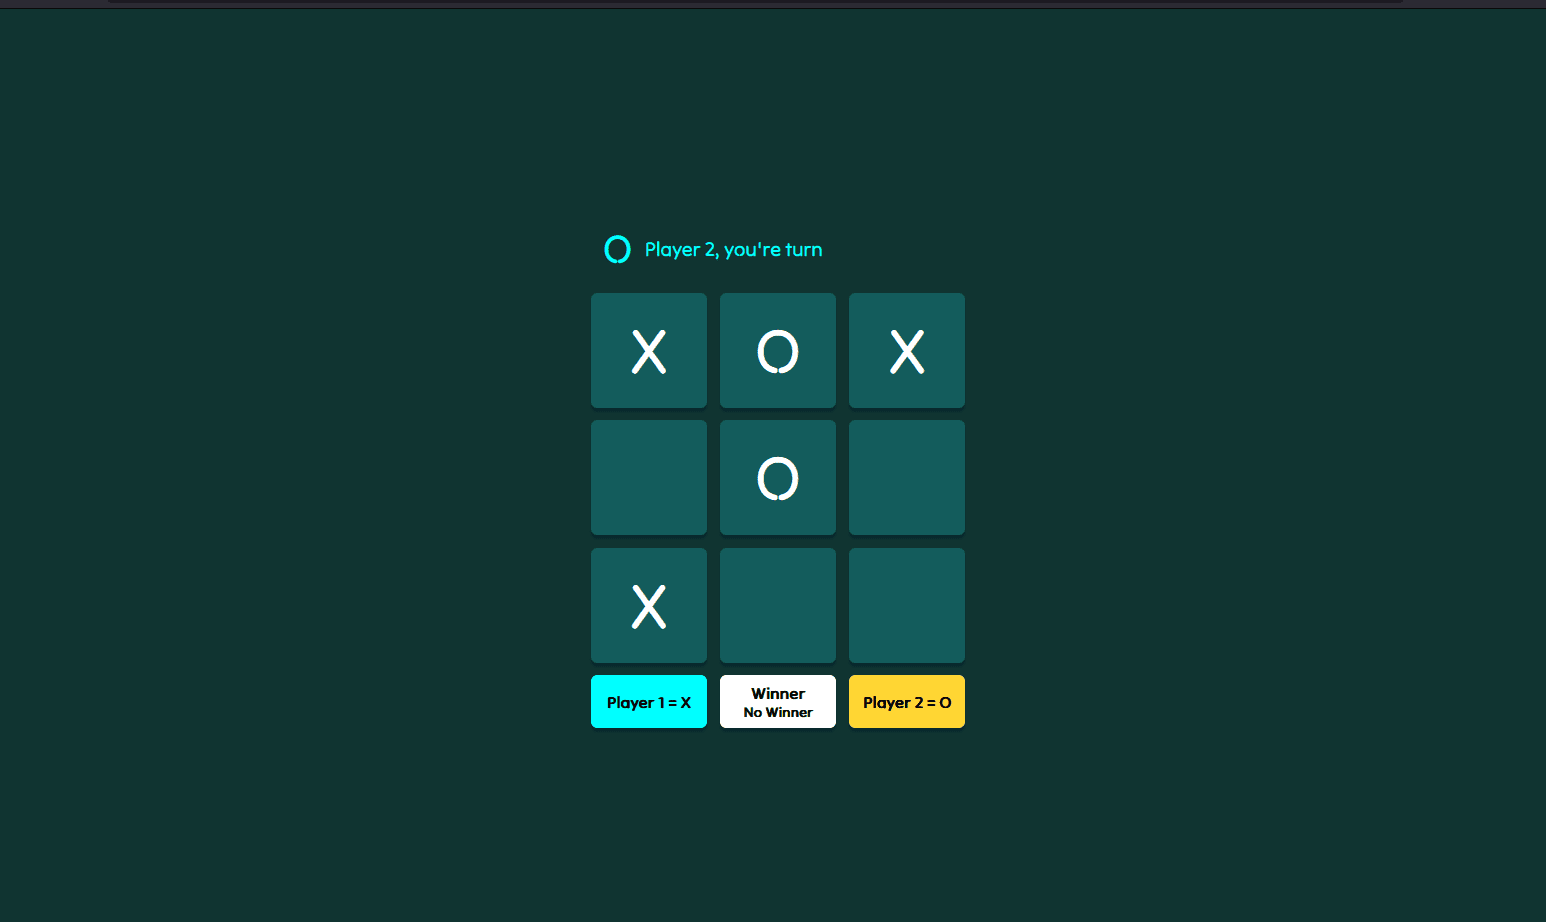 O Player 2, you're turn
X O X
O
X
Player 1 = X
Winner
No Winner
Player 2 = O